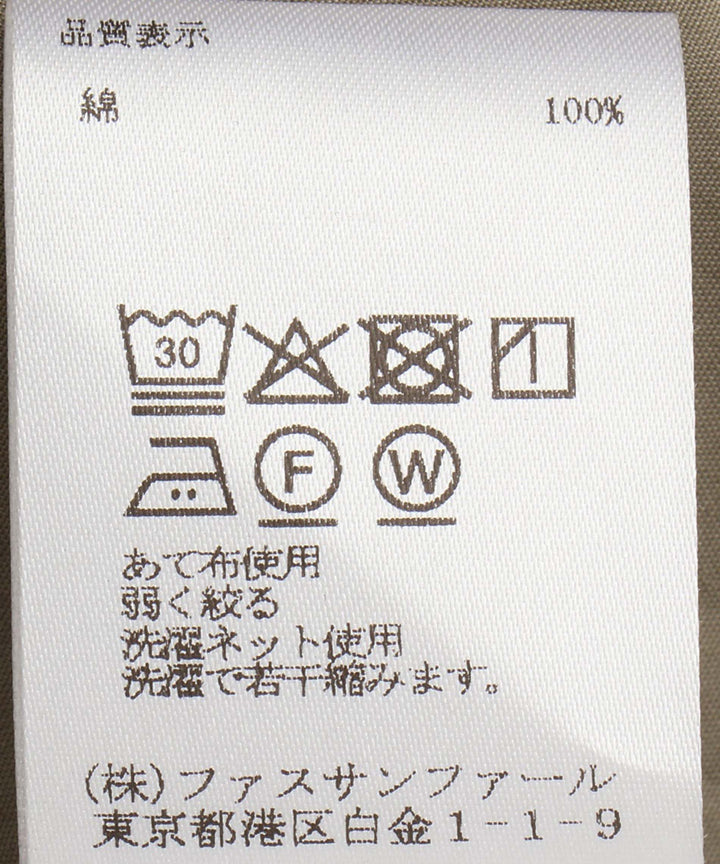 品質表示
綿 100%
30
F W
あて布使用
弱く絞る
洗濯ネット使用
洗濯で若干縮みます。
(株)ファスサンファール
東京都港区白金1-1-9